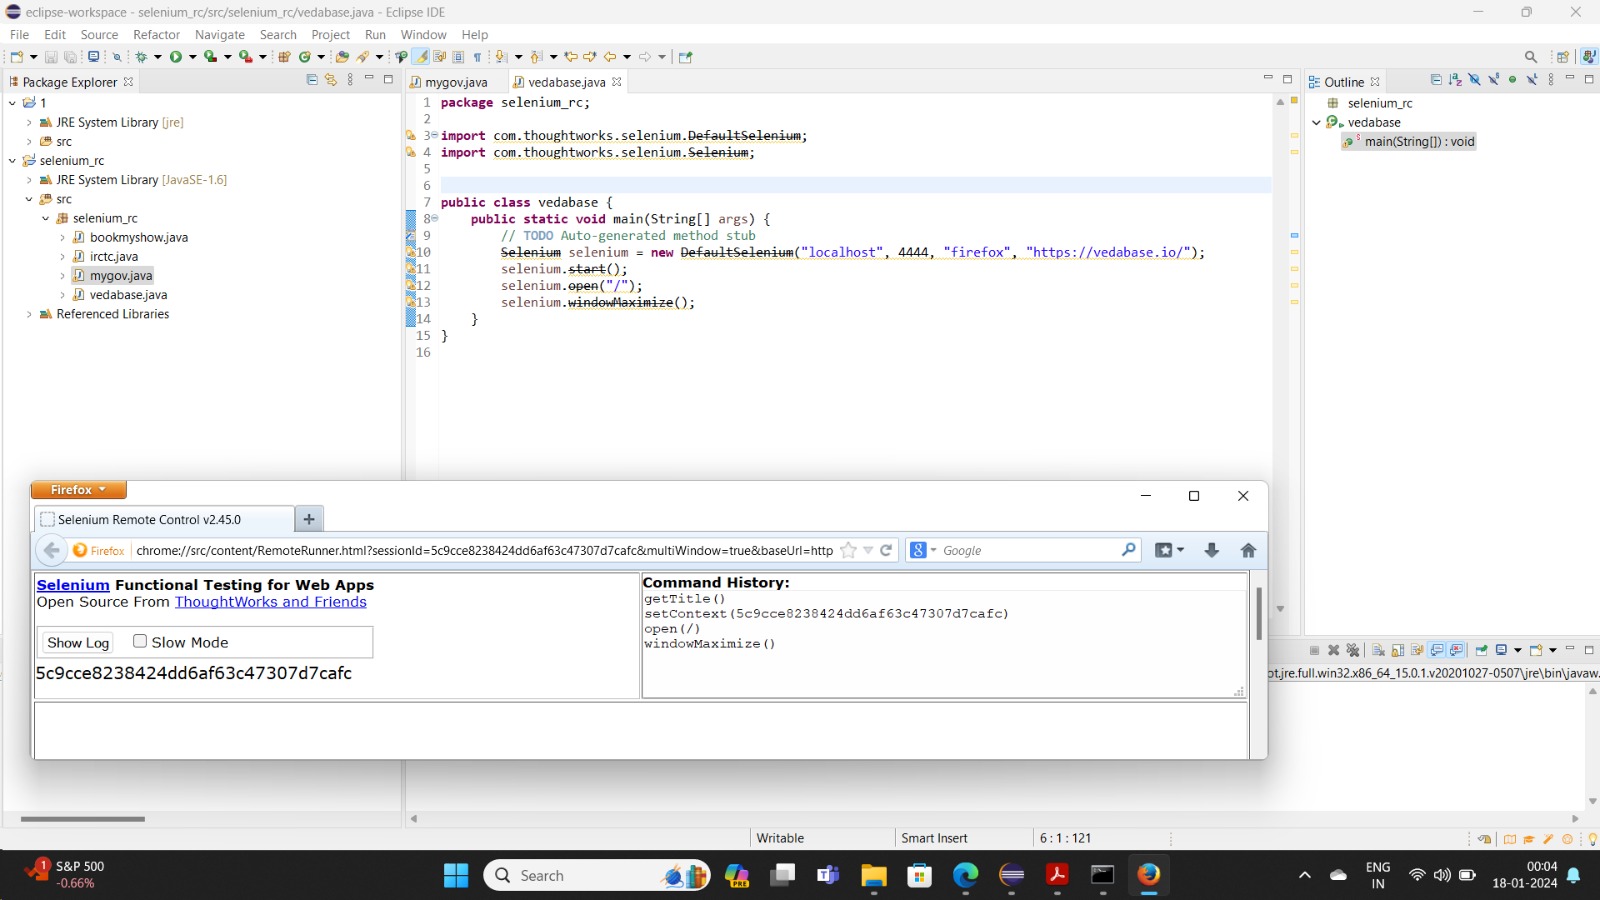 eclipse-workspace - selenium_rc/src/selenium_rc/vedabase.java - Eclipse IDE
File Edit Source Refactor Navigate Search Project Run Window Help
Package Explorer
1
JRE System Library [jre]
src
selenium_rc
JRE System Library [JavaSE-1.6]
src
selenium_rc
bookmyshow.java
irctc.java
mygov.java
vedabase.java
Referenced Libraries
mygov.java vedabase.java
1 package selenium_rc;
2
3 import com.thoughtworks.selenium.DefaultSelenium;
4 import com.thoughtworks.selenium.Selenium;
5
6
7 public class vedabase {
8 public static void main(String[] args) {
9 // TODO Auto-generated method stub
10 Selenium selenium = new DefaultSelenium("localhost", 4444, "firefox", "https://vedabase.io/");
11 selenium.start();
12 selenium.open("/");
13 selenium.windowMaximize();
14 }
15 }
16
Outline
selenium_rc
vedabase
main(String[]) : void
Firefox
Selenium Remote Control v2.45.0
Firefox chrome://src/content/RemoteRunner.html?sessionId=5c9cce8238424dd6af63c47307d7cafc&multiWindow=true&baseUrl=http
Google
Selenium Functional Testing for Web Apps
Open Source From ThoughtWorks and Friends
Show Log Slow Mode
5c9cce8238424dd6af63c47307d7cafc
Command History:
getTitle()
setContext(5c9cce8238424dd6af63c47307d7cafc)
open(/)
windowMaximize()
ot.jre.full.win32.x86_64_15.0.1.v20201027-0507\jre\bin\javaw.
Writable Smart Insert 6 : 1 : 121
1
S&P 500
-0.66%
Search
PRE
ENG
IN
00:04
18-01-2024